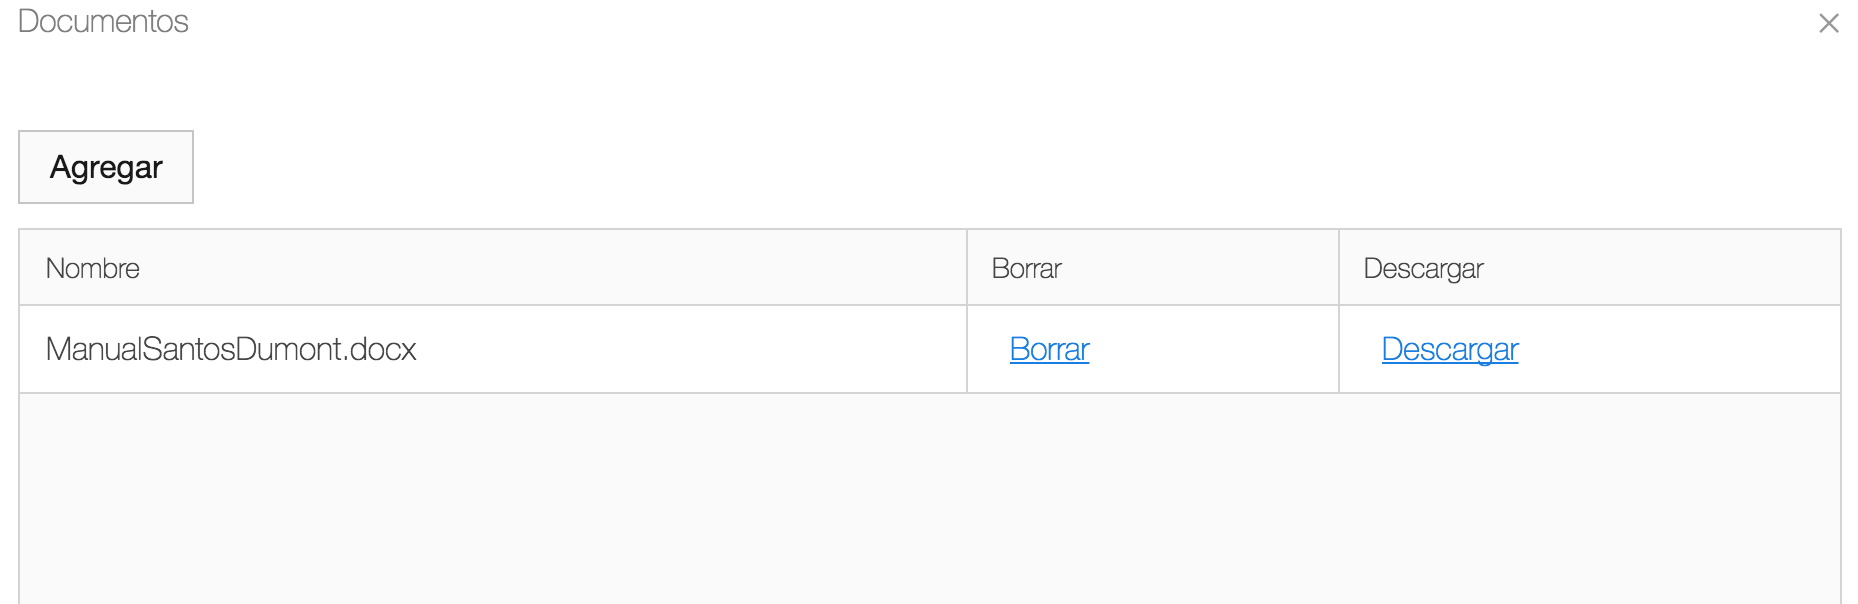 Documentos
Agregar
Nombre Borrar Descargar
ManualSantosDumont.docx Borrar Descargar